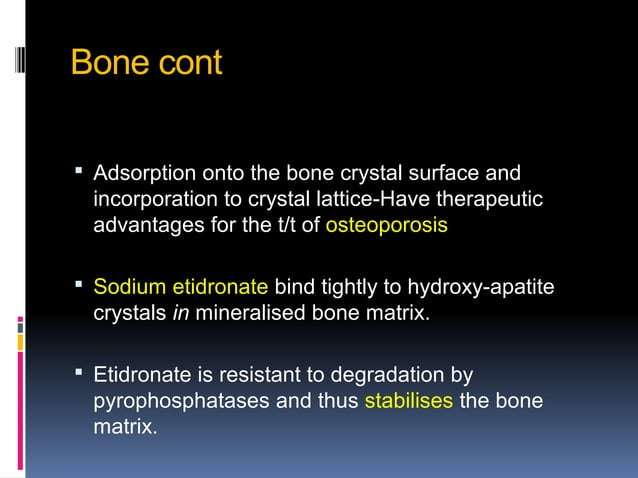 Bone cont
▪ Adsorption onto the bone crystal surface and
incorporation to crystal lattice-Have therapeutic
advantages for the t/t of osteoporosis
▪ Sodium etidronate bind tightly to hydroxy-apatite
crystals in mineralised bone matrix.
▪ Etidronate is resistant to degradation by
pyrophosphatases and thus stabilises the bone
matrix.